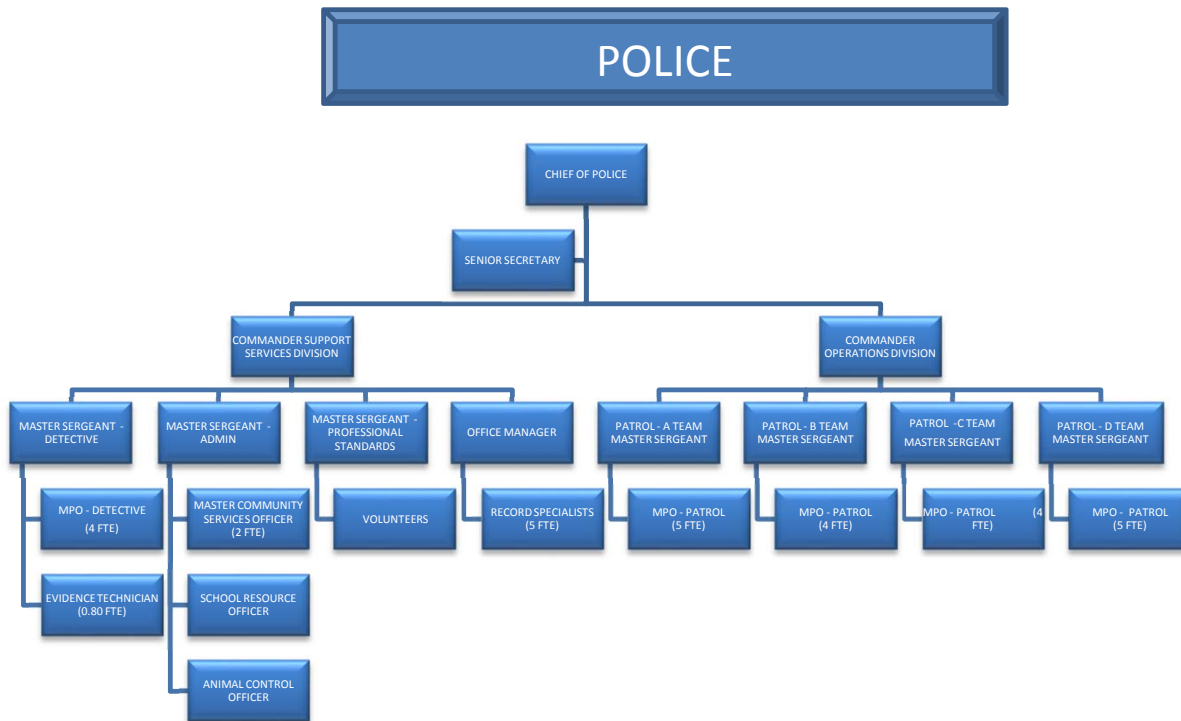 POLICE
CHIEF OF POLICE
SENIOR SECRETARY
COMMANDER SUPPORT
SERVICES DIVISION
COMMANDER
OPERATIONS DIVISION
MASTER SERGEANT -
DETECTIVE
MASTER SERGEANT -
ADMIN
MASTER SERGEANT -
PROFESSIONAL
STANDARDS
OFFICE MANAGER
PATROL - A TEAM
MASTER SERGEANT
PATROL - B TEAM
MASTER SERGEANT
PATROL -C TEAM
MASTER SERGEANT
PATROL - D TEAM
MASTER SERGEANT
MPO - DETECTIVE
(4 FTE)
MASTER COMMUNITY
SERVICES OFFICER
(2 FTE)
VOLUNTEERS
RECORD SPECIALISTS
(5 FTE)
MPO - PATROL
(5 FTE)
MPO - PATROL
(4 FTE)
MPO - PATROL (4
FTE)
MPO - PATROL
(5 FTE)
EVIDENCE TECHNICIAN
(0.80 FTE)
SCHOOL RESOURCE
OFFICER
ANIMAL CONTROL
OFFICER